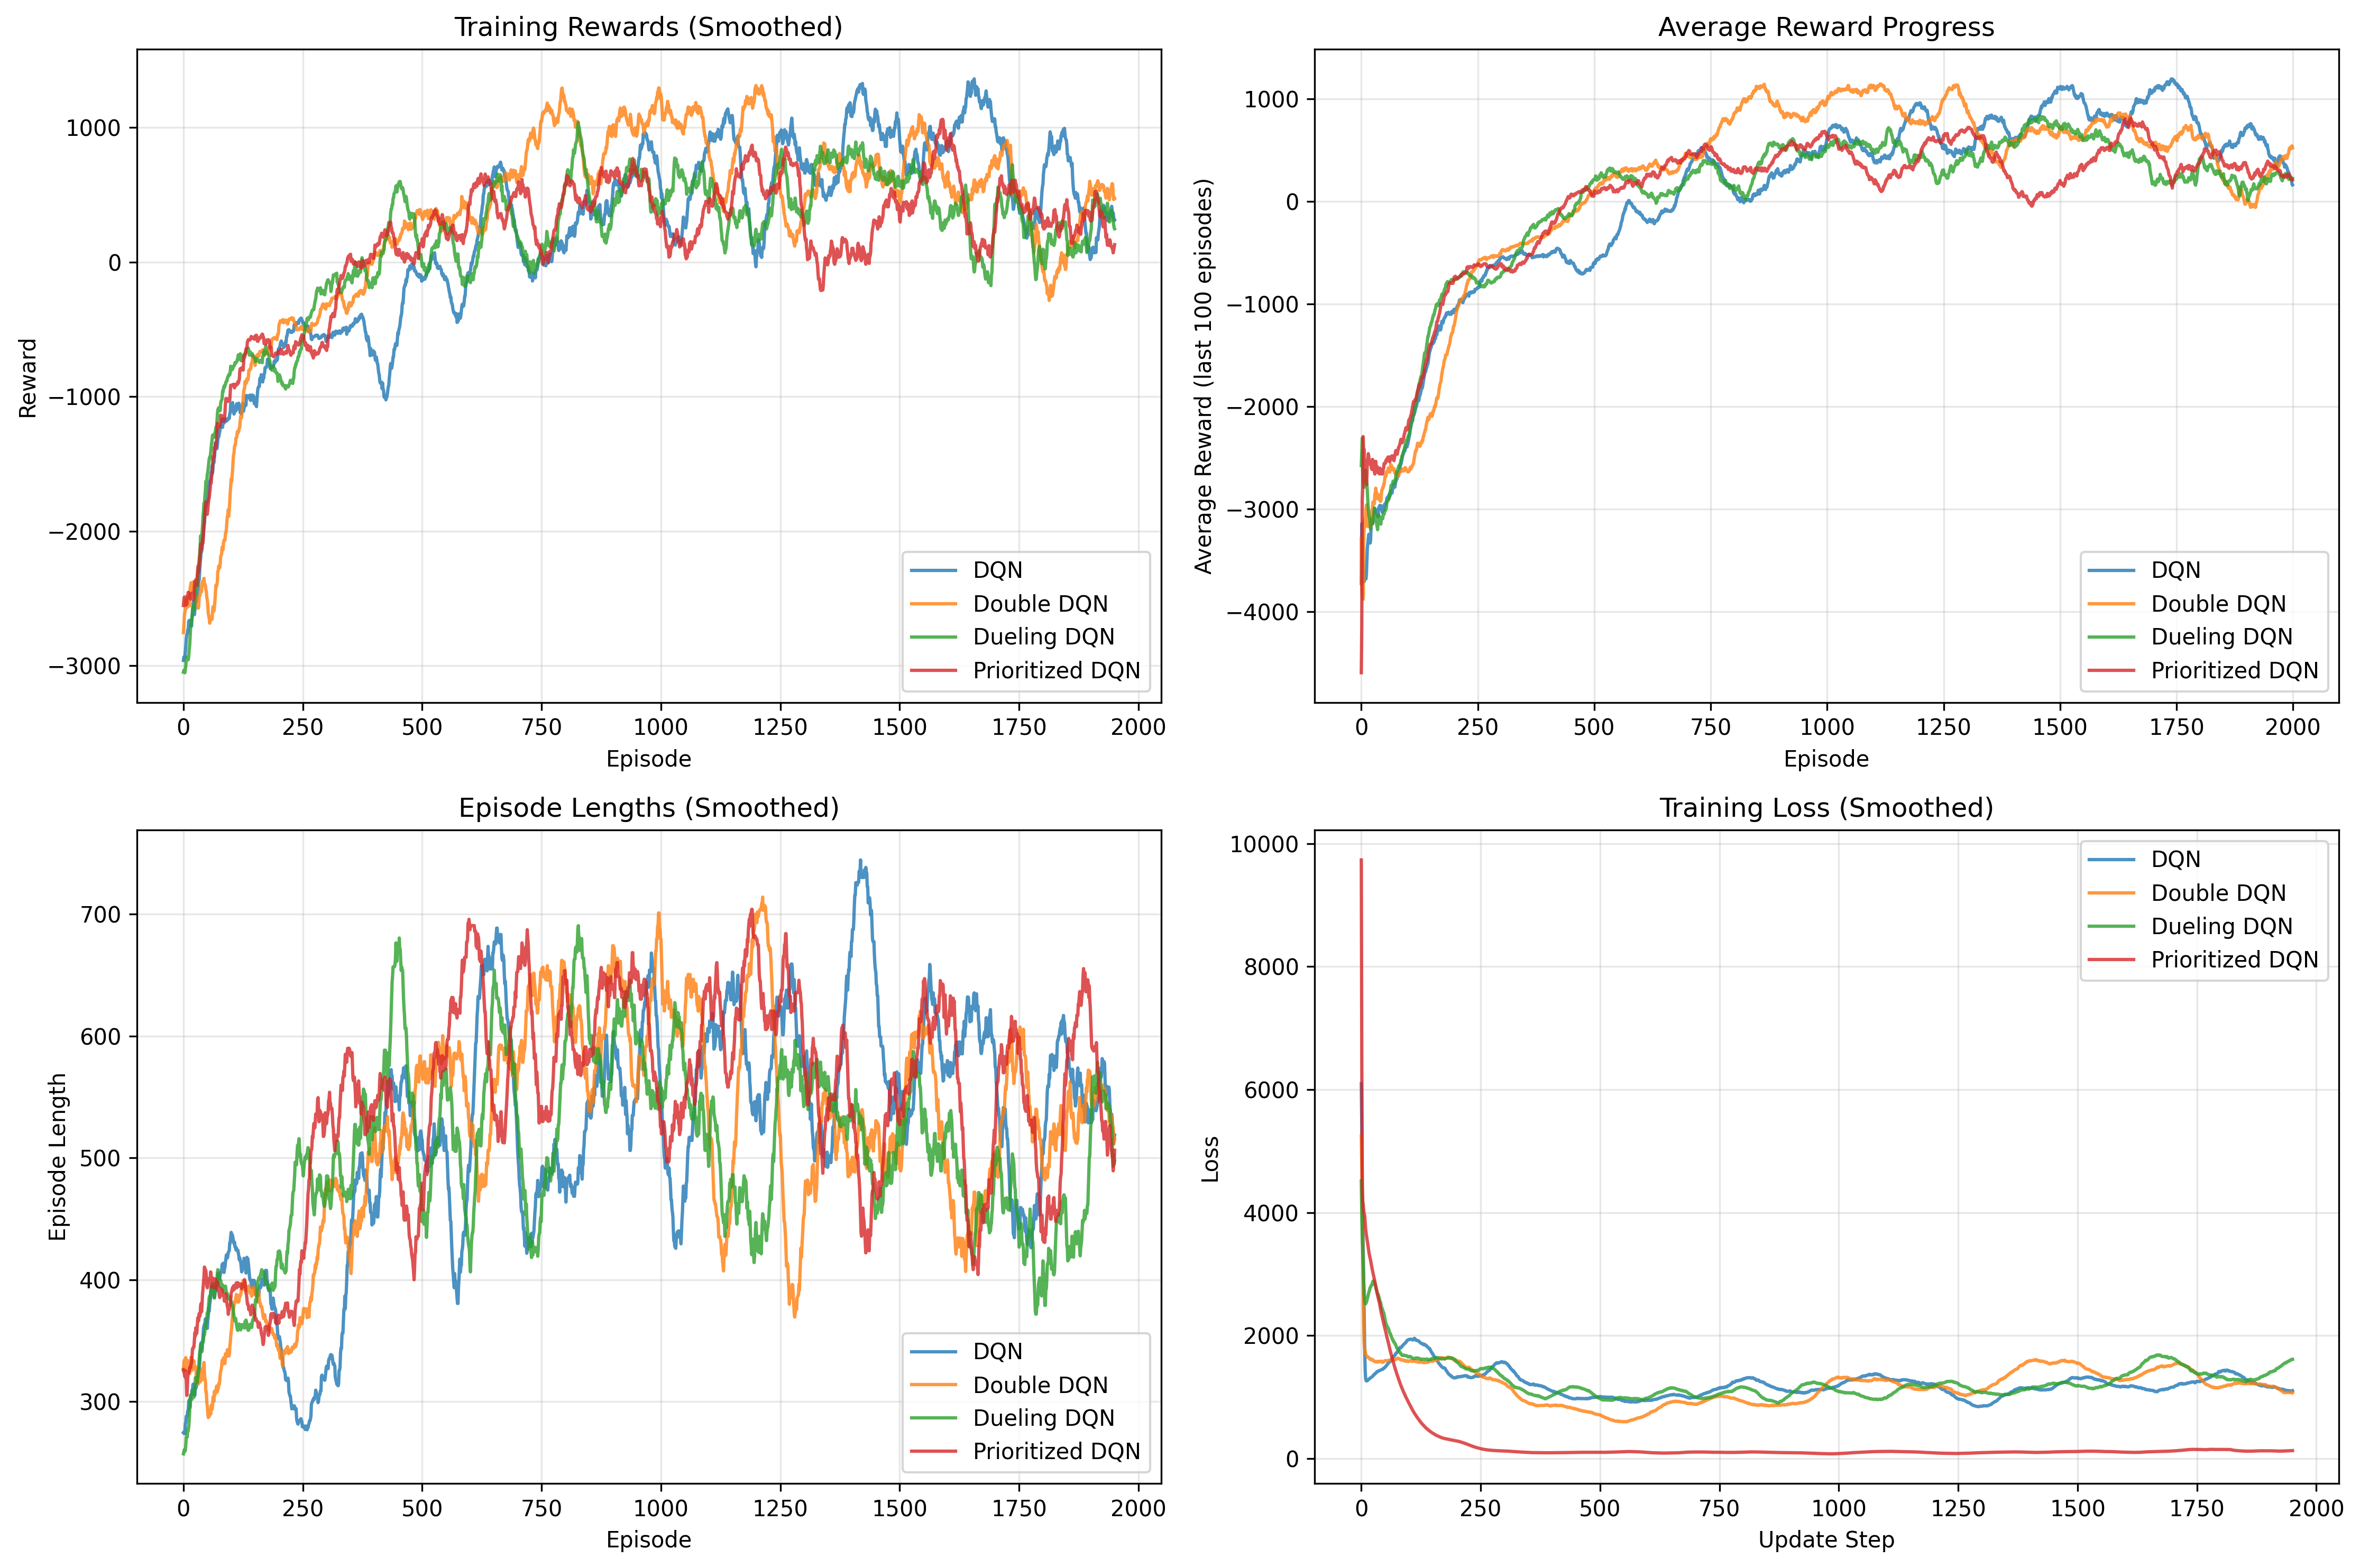 Training Rewards (Smoothed)
Reward
1000
0
−1000
−2000
−3000
0 250 500 750 1000 1250 1500 1750 2000
Episode
DQN
Double DQN
Dueling DQN
Prioritized DQN
Average Reward Progress
Average Reward (last 100 episodes)
1000
0
−1000
−2000
−3000
−4000
0 250 500 750 1000 1250 1500 1750 2000
Episode
DQN
Double DQN
Dueling DQN
Prioritized DQN
Episode Lengths (Smoothed)
Episode Length
700
600
500
400
300
0 250 500 750 1000 1250 1500 1750 2000
Episode
DQN
Double DQN
Dueling DQN
Prioritized DQN
Training Loss (Smoothed)
Loss
10000
8000
6000
4000
2000
0
0 250 500 750 1000 1250 1500 1750 2000
Update Step
DQN
Double DQN
Dueling DQN
Prioritized DQN